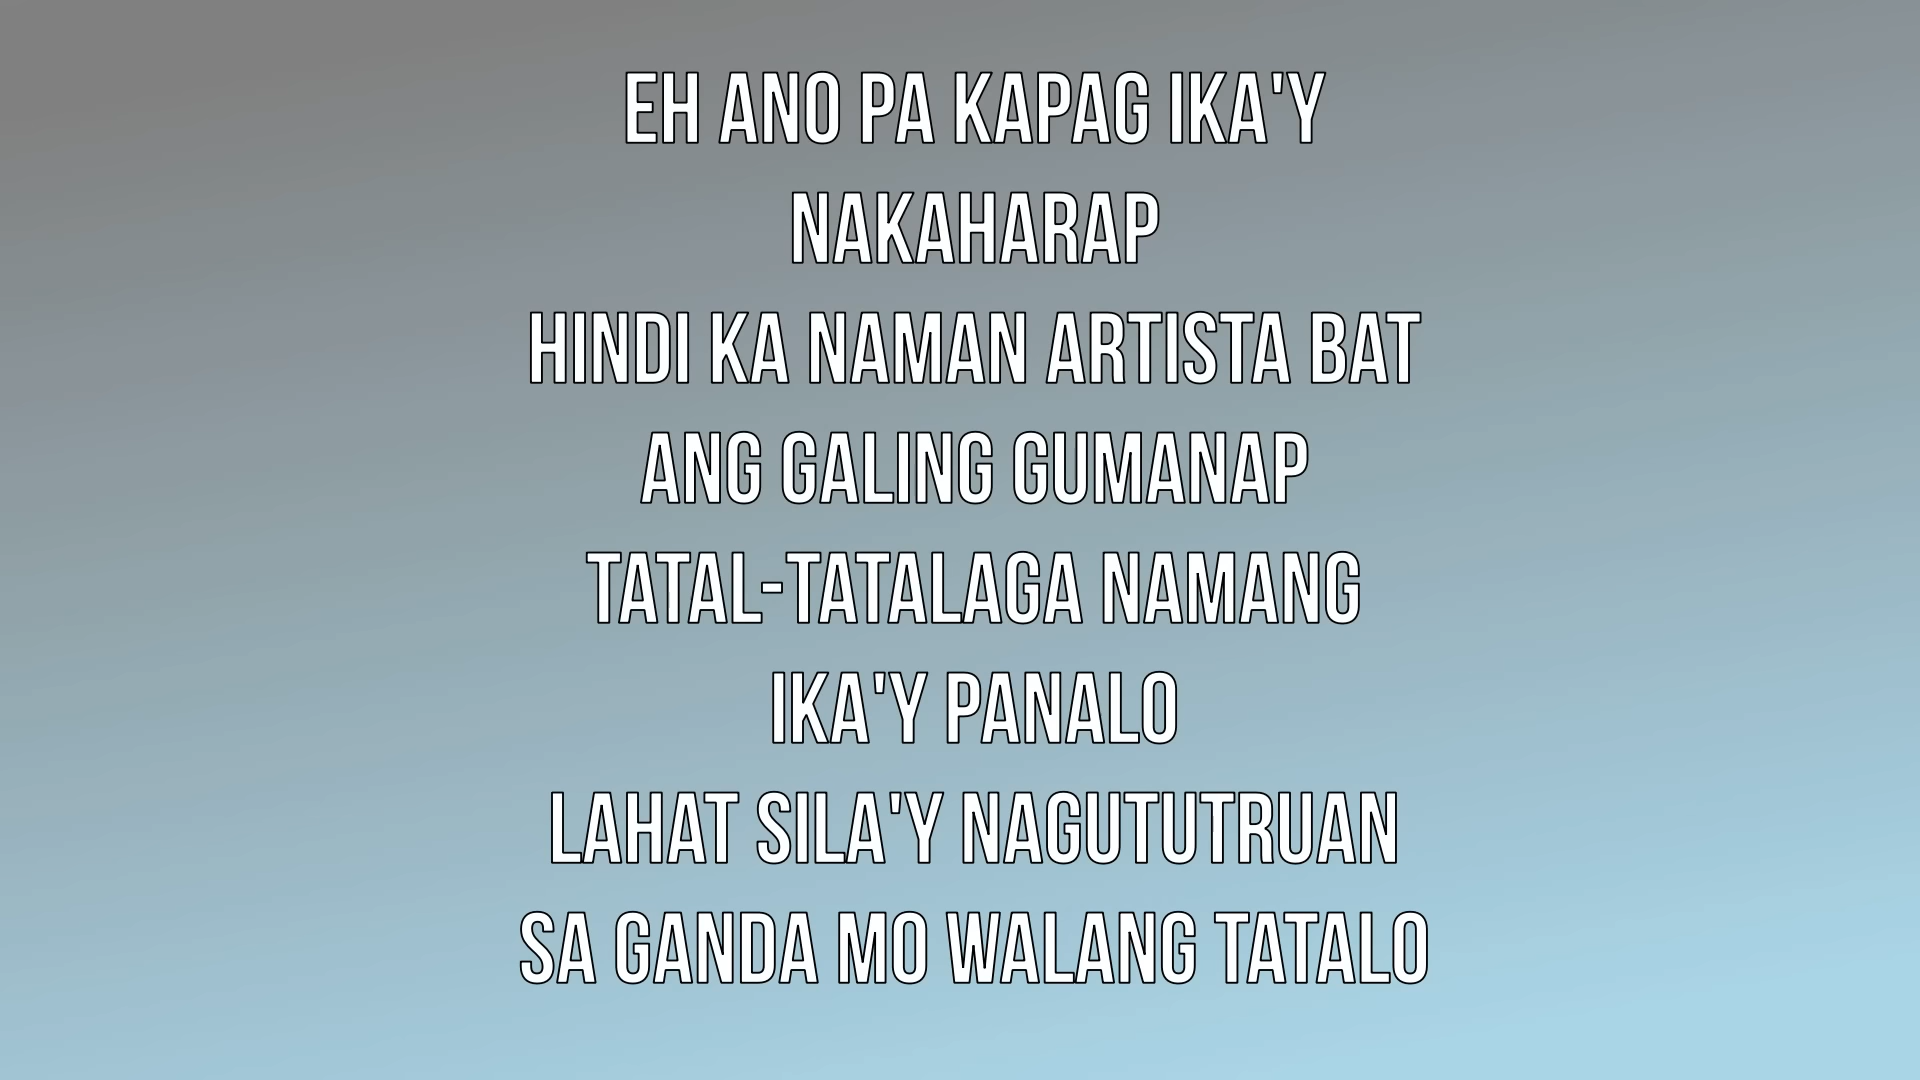 EH ANO PA KAPAG IKA'Y
NAKAHARAP
HINDI KA NAMAN ARTISTA BAT
ANG GALING GUMANAP
TATAL-TATALAGA NAMANG
IKA'Y PANALO
LAHAT SILA'Y NAGUTUTRUAN
SA GANDA MO WALANG TATALO